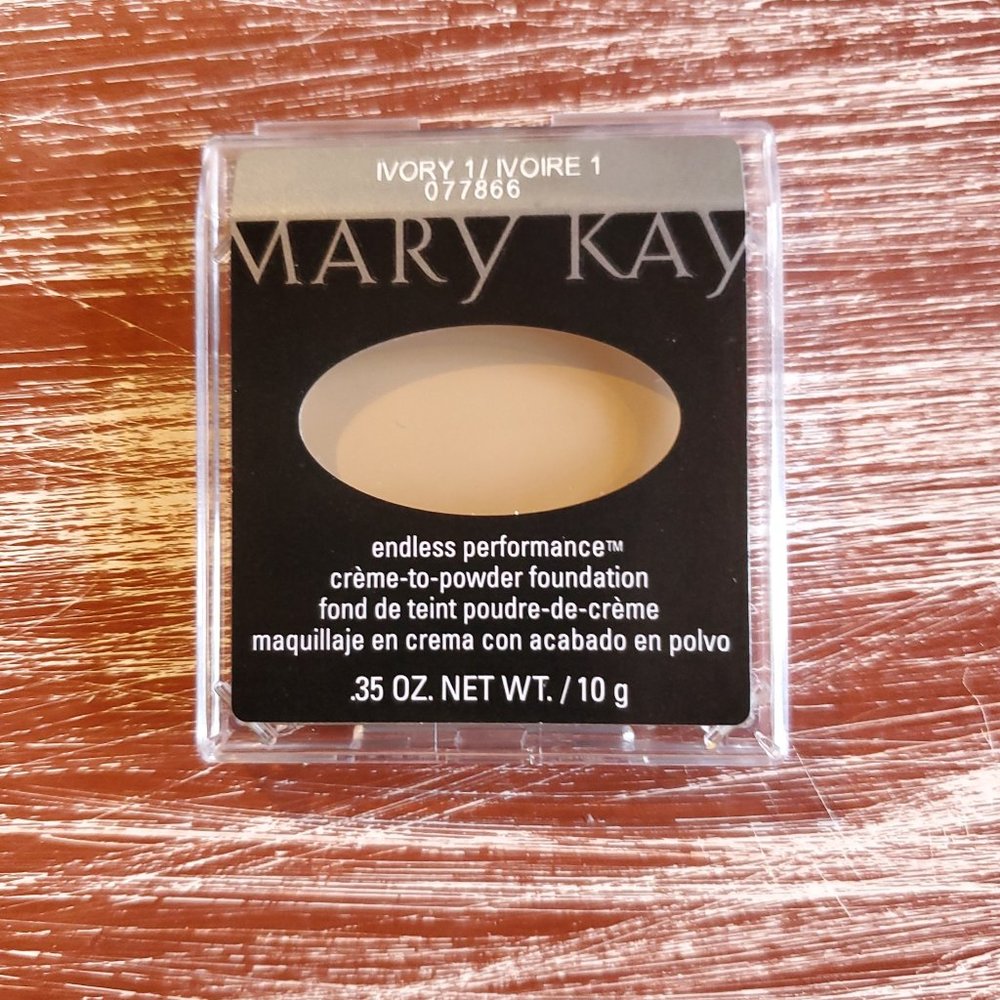 IVORY 1 / IVOIRE 1
077866
MARY KAY
endless performance™
crème-to-powder foundation
fond de teint poudre-de-crème
maquillaje en crema con acabado en polvo
.35 OZ. NET WT. / 10 g